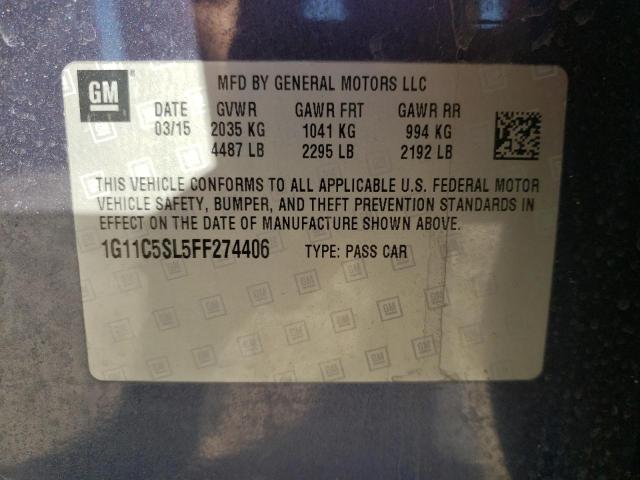 GM
MFD BY GENERAL MOTORS LLC
DATE GVWR GAWR FRT GAWR RR
03/15 2035 KG 1041 KG 994 KG
4487 LB 2295 LB 2192 LB
THIS VEHICLE CONFORMS TO ALL APPLICABLE U.S. FEDERAL MOTOR
VEHICLE SAFETY, BUMPER, AND THEFT PREVENTION STANDARDS IN
EFFECT ON THE DATE OF MANUFACTURE SHOWN ABOVE.
1G11C5SL5FF274406 TYPE: PASS CAR